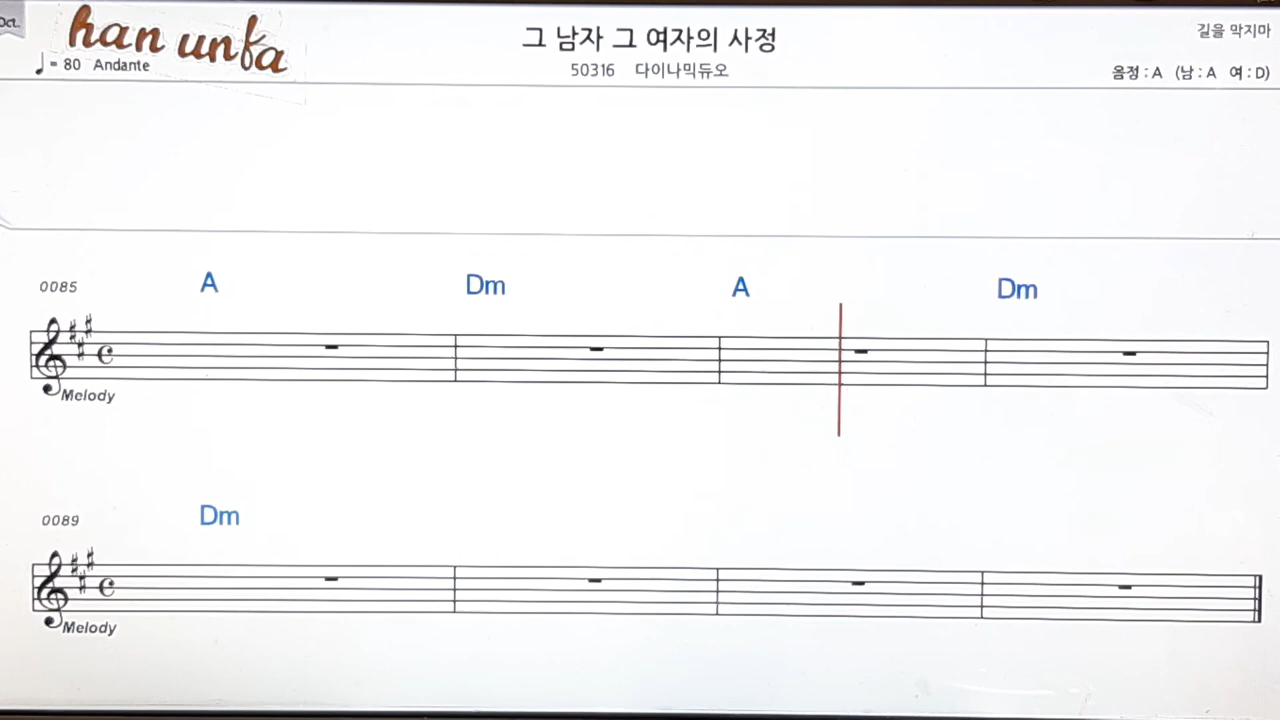 Oct.
han unfa
♩= 80 Andante
그 남자 그 여자의 사정
50316 다이나믹듀오
길을 막지마
음정 : A (남 : A 여 : D)
0085 A Dm A Dm
Melody
0089 Dm
Melody